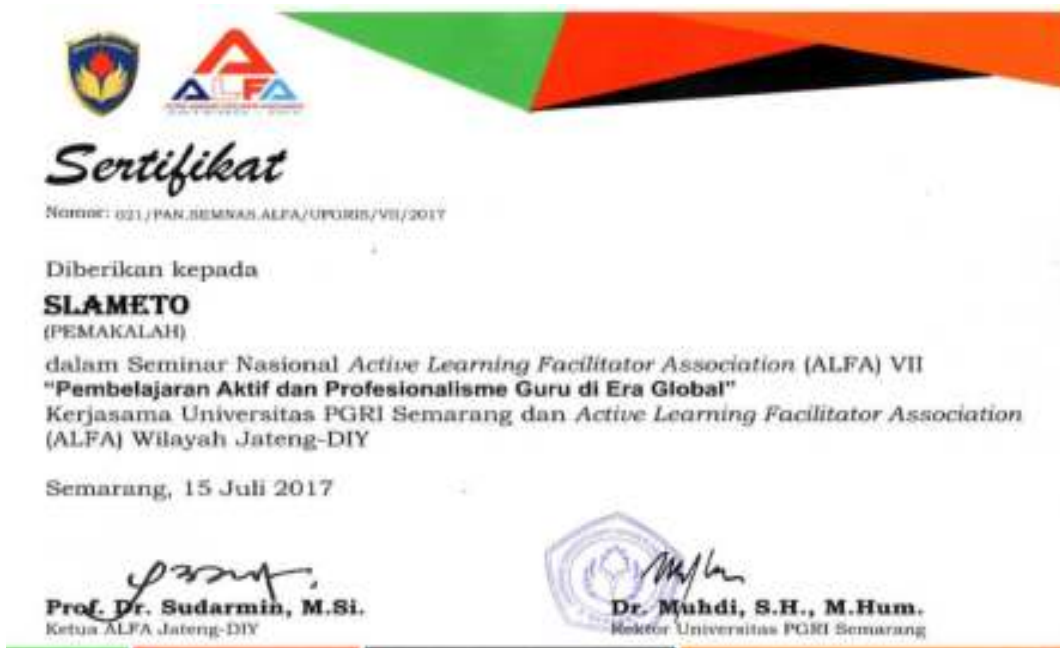 ALFA
Sertifikat
Nomor: 021/PAN.SEMNAS.ALFA/UPGRIS/VII/2017
Diberikan kepada
SLAMETO
(PEMAKALAH)
dalam Seminar Nasional Active Learning Facilitator Association (ALFA) VII
"Pembelajaran Aktif dan Profesionalisme Guru di Era Global"
Kerjasama Universitas PGRI Semarang dan Active Learning Facilitator Association
(ALFA) Wilayah Jateng-DIY
Semarang, 15 Juli 2017
Prof. Dr. Sudarmin, M.Si.
Ketua ALFA Jateng-DIY
Dr. Muhdi, S.H., M.Hum.
Rektor Universitas PGRI Semarang